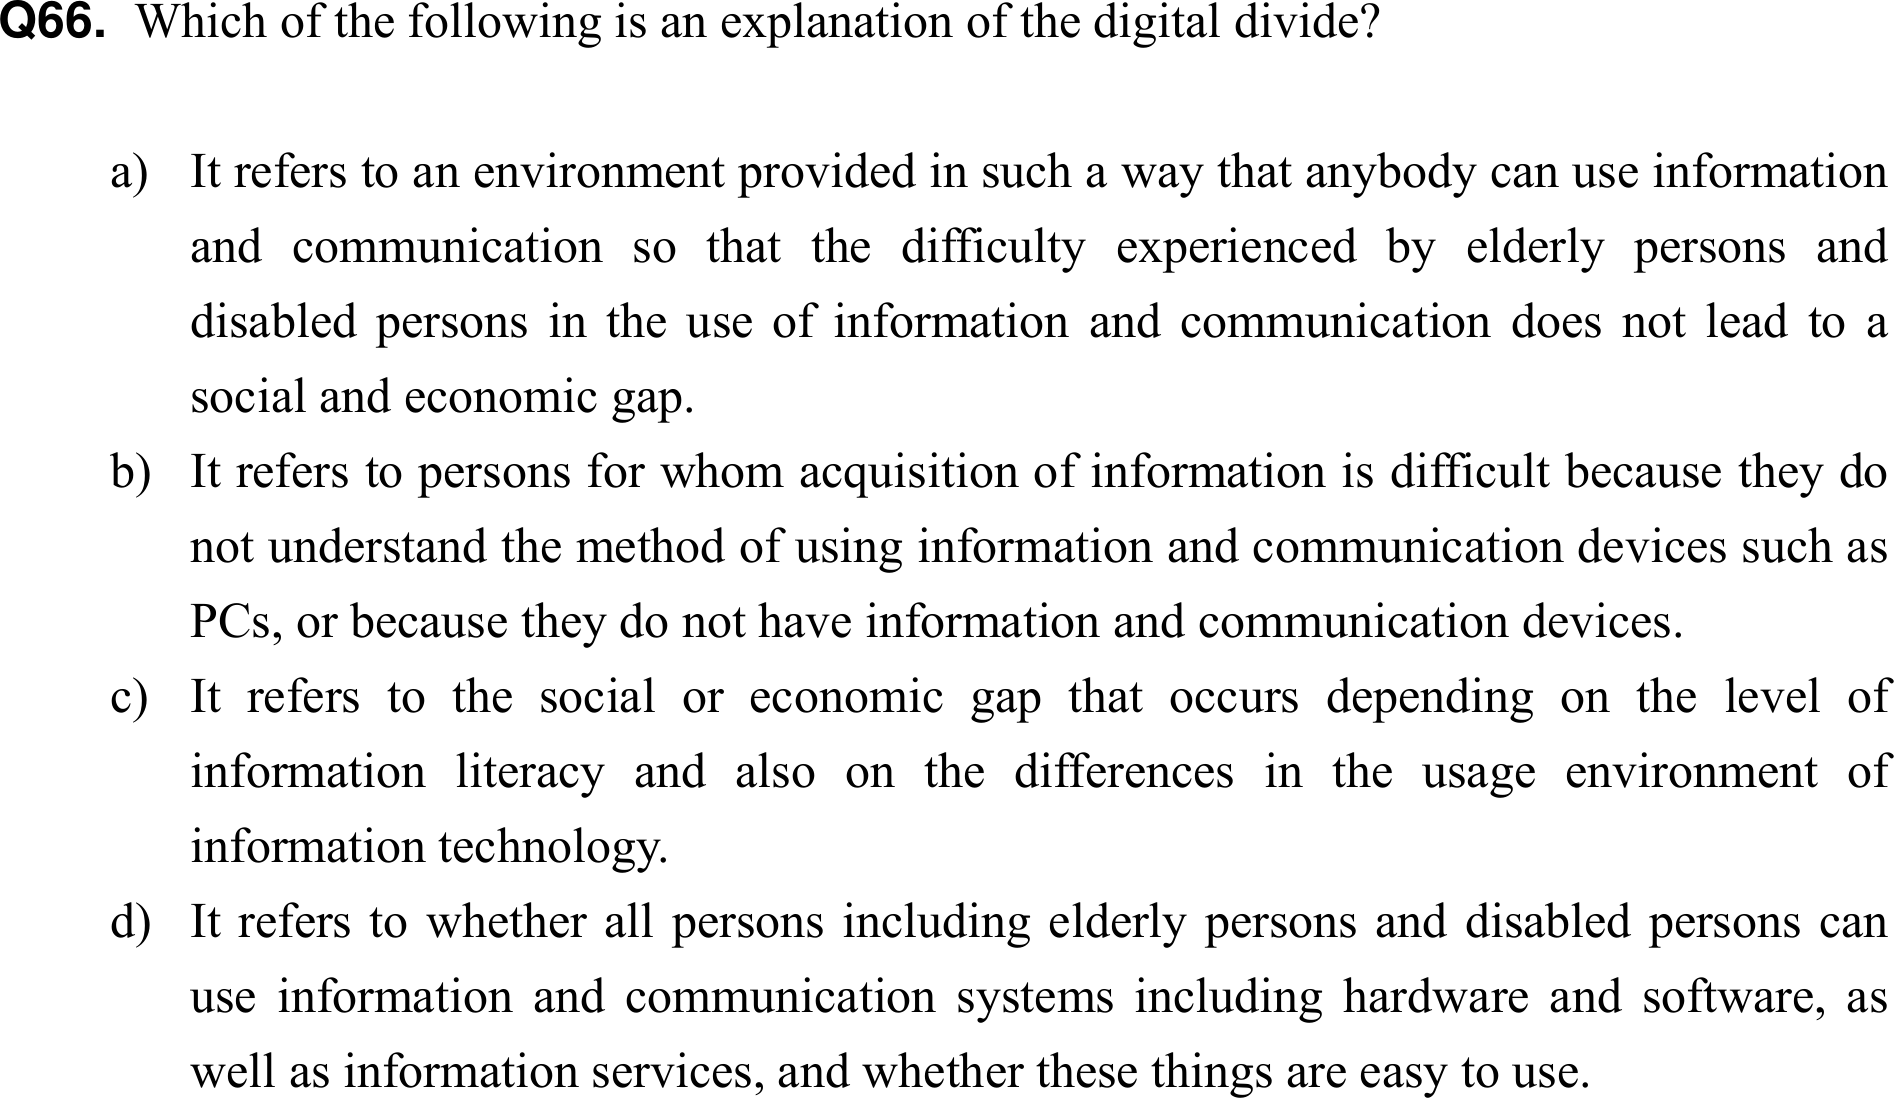 Q66. Which of the following is an explanation of the digital divide?
a) It refers to an environment provided in such a way that anybody can use information
and communication so that the difficulty experienced by elderly persons and
disabled persons in the use of information and communication does not lead to a
social and economic gap.
b) It refers to persons for whom acquisition of information is difficult because they do
not understand the method of using information and communication devices such as
PCs, or because they do not have information and communication devices.
c) It refers to the social or economic gap that occurs depending on the level of
information literacy and also on the differences in the usage environment of
information technology.
d) It refers to whether all persons including elderly persons and disabled persons can
use information and communication systems including hardware and software, as
well as information services, and whether these things are easy to use.